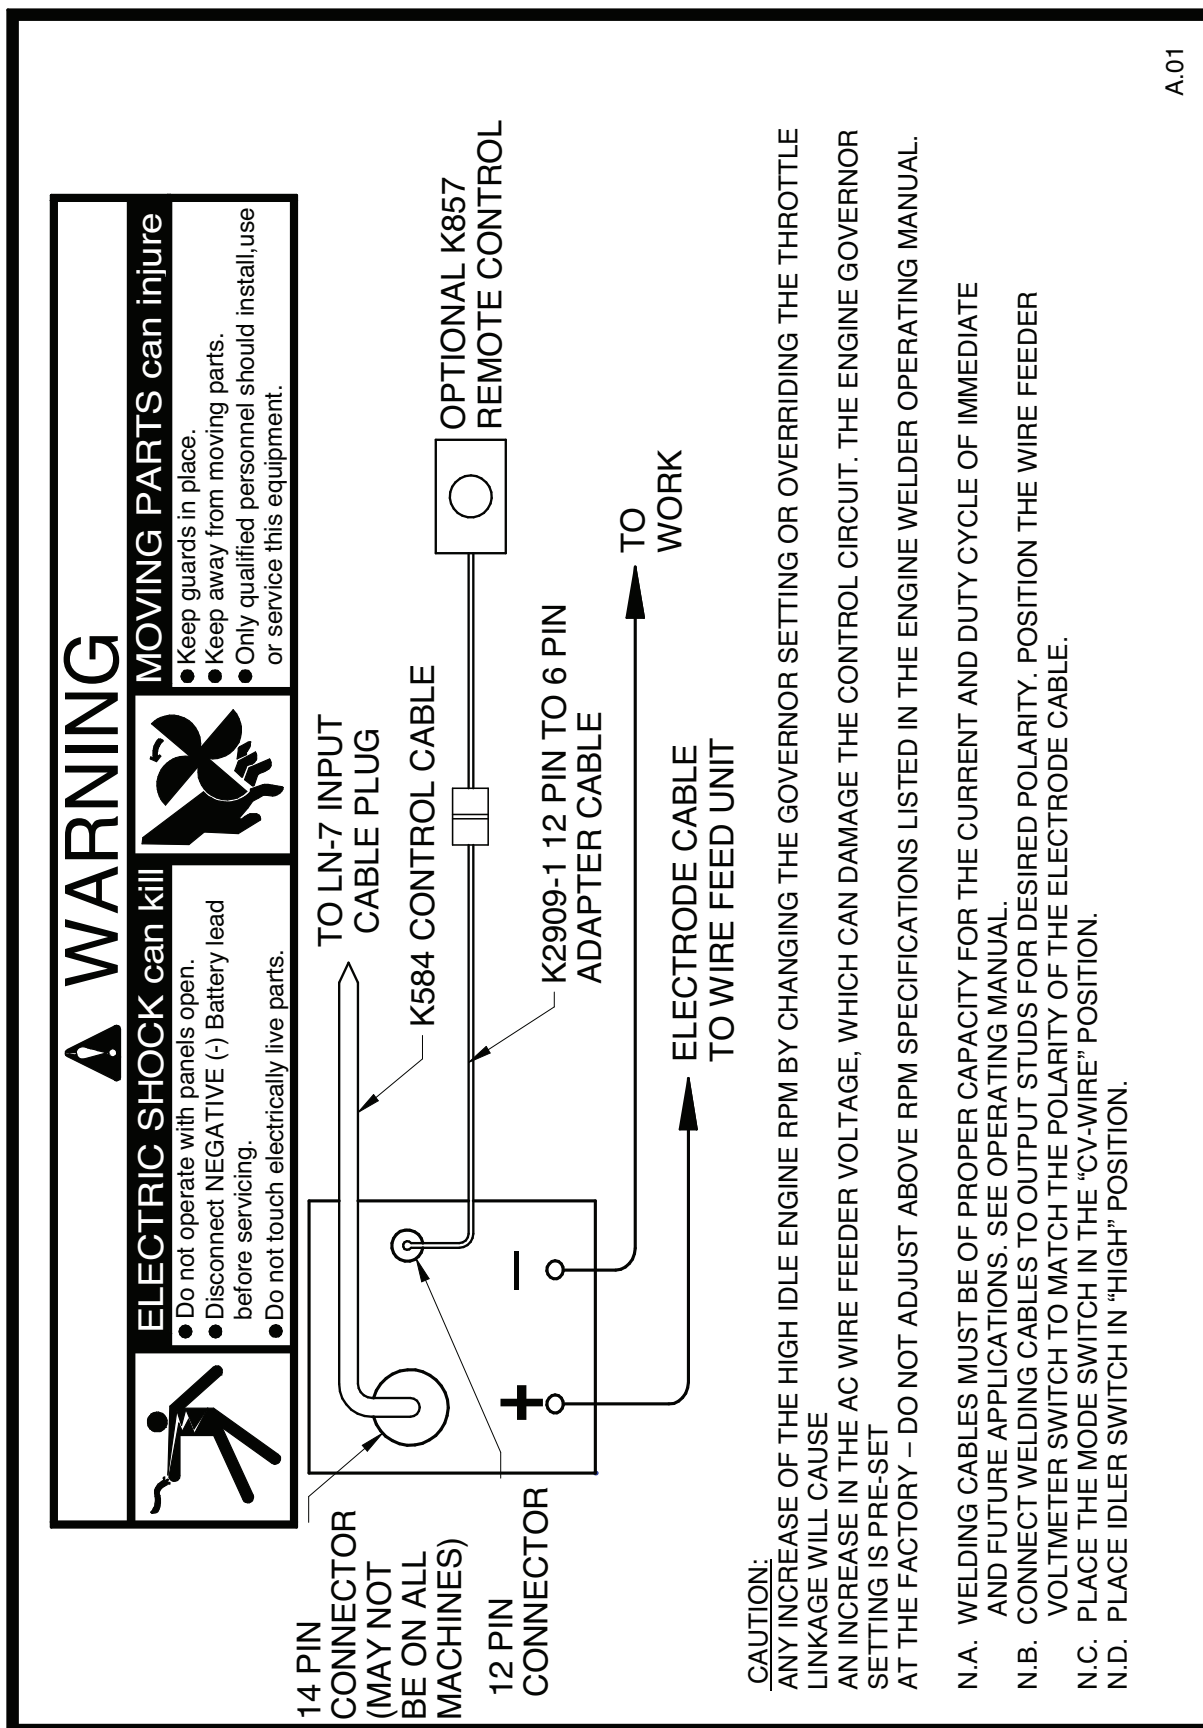 WARNING
ELECTRIC SHOCK can kill
● Do not operate with panels open.
● Disconnect NEGATIVE (-) Battery lead
before servicing.
● Do not touch electrically live parts.
MOVING PARTS can injure
● Keep guards in place.
● Keep away from moving parts.
● Only qualified personnel should install,use
or service this equipment.
14 PIN
CONNECTOR
(MAY NOT
BE ON ALL
MACHINES)
12 PIN
CONNECTOR
TO LN-7 INPUT
CABLE PLUG
K584 CONTROL CABLE
OPTIONAL K857
REMOTE CONTROL
K2909-1 12 PIN TO 6 PIN
ADAPTER CABLE
+
−
TO
WORK
ELECTRODE CABLE
TO WIRE FEED UNIT
CAUTION:
ANY INCREASE OF THE HIGH IDLE ENGINE RPM BY CHANGING THE GOVERNOR SETTING OR OVERRIDING THE THROTTLE
LINKAGE WILL CAUSE
AN INCREASE IN THE AC WIRE FEEDER VOLTAGE, WHICH CAN DAMAGE THE CONTROL CIRCUIT. THE ENGINE GOVERNOR
SETTING IS PRE-SET
AT THE FACTORY – DO NOT ADJUST ABOVE RPM SPECIFICATIONS LISTED IN THE ENGINE WELDER OPERATING MANUAL.
N.A. WELDING CABLES MUST BE OF PROPER CAPACITY FOR THE CURRENT AND DUTY CYCLE OF IMMEDIATE
AND FUTURE APPLICATIONS. SEE OPERATING MANUAL.
N.B. CONNECT WELDING CABLES TO OUTPUT STUDS FOR DESIRED POLARITY. POSITION THE WIRE FEEDER
VOLTMETER SWITCH TO MATCH THE POLARITY OF THE ELECTRODE CABLE.
N.C. PLACE THE MODE SWITCH IN THE “CV-WIRE” POSITION.
N.D. PLACE IDLER SWITCH IN “HIGH” POSITION.
A.01